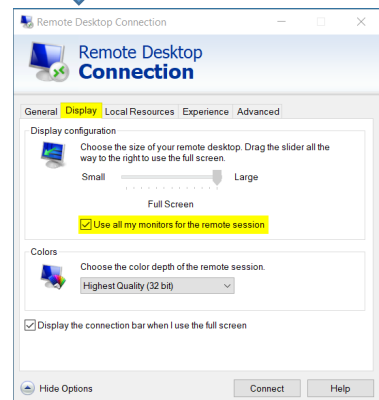 Remote Desktop Connection
Remote Desktop
Connection
General Display Local Resources Experience Advanced
Display configuration
Choose the size of your remote desktop. Drag the slider all the
way to the right to use the full screen.
Small Large
Full Screen
Use all my monitors for the remote session
Colors
Choose the color depth of the remote session.
Highest Quality (32 bit)
Display the connection bar when I use the full screen
Hide Options Connect Help